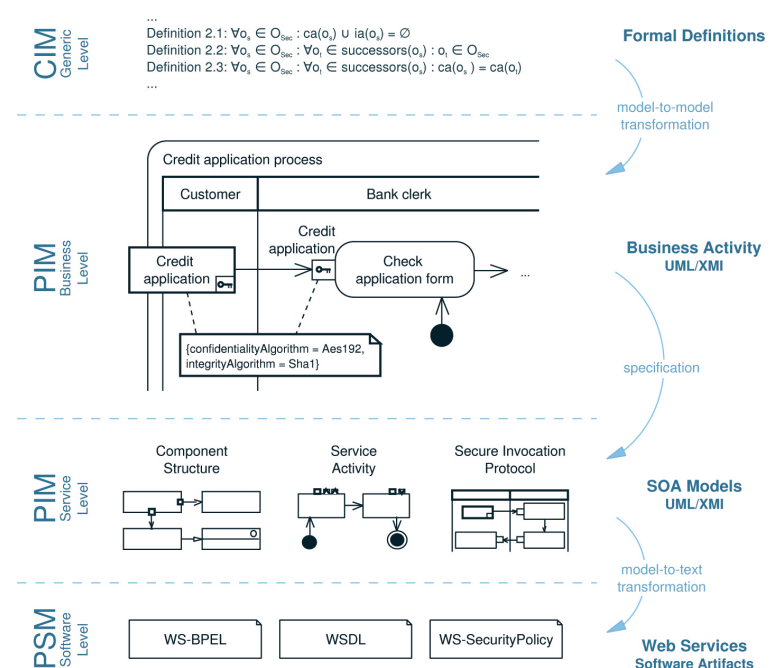 CIM
Generic
Level
...
Definition 2.1: ∀oₛ ∈ O_Sec : ca(oₛ) ∪ ia(oₛ) = ∅
Definition 2.2: ∀oₛ ∈ O_Sec : ∀oₜ ∈ successors(oₛ) : oₜ ∈ O_Sec
Definition 2.3: ∀oₛ ∈ O_Sec : ∀oₜ ∈ successors(oₛ) : ca(oₛ ) = ca(oₜ)
...
Formal Definitions
model-to-model
transformation
PIM
Business
Level
Credit application process
Customer
Bank clerk
Credit
application
Credit
application
Check
application form
...
{confidentialityAlgorithm = Aes192,
integrityAlgorithm = Sha1}
Business Activity
UML/XMI
specification
PIM
Service
Level
Component
Structure
Service
Activity
Secure Invocation
Protocol
SOA Models
UML/XMI
model-to-text
transformation
PSM
Software
Level
WS-BPEL
WSDL
WS-SecurityPolicy
Web Services
Software Artifacts